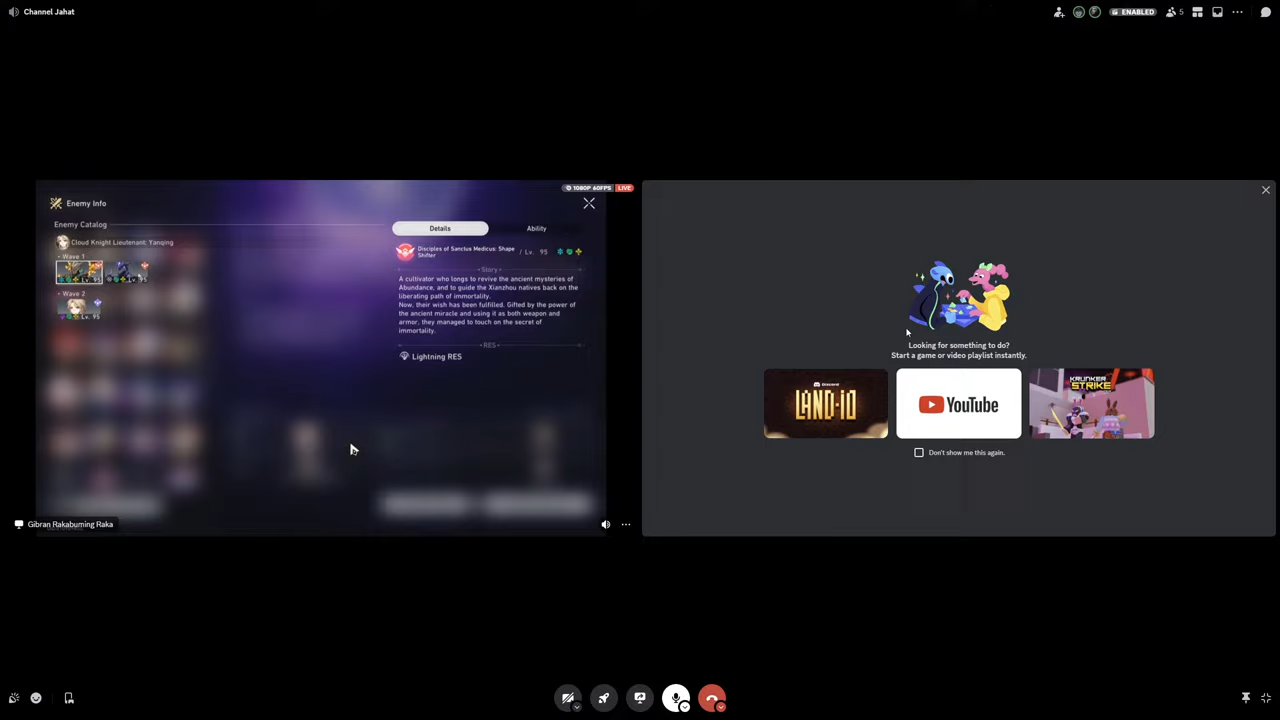 Channel Jahat
ENABLED
5
1080P 60FPS
LIVE
Enemy Info
Enemy Catalog
Cloud Knight Lieutenant: Yanqing
Wave 1
Lv. 95
Wave 2
Lv. 95
Details
Ability
Disciples of Sanctus Medicus: Shape
Shifter
/ Lv. 95
Story
A cultivator who longs to revive the ancient mysteries of
Abundance, and to guide the Xianzhou natives back on the
liberating path of immortality.
Now, their wish has been fulfilled. Gifted by the power of
the ancient miracle and using it as both weapon and
armor, they managed to touch on the secret of
immortality.
RES
Lightning RES
Gibran Rakabuming Raka
Looking for something to do?
Start a game or video playlist instantly.
Discord
LAND-IO
YouTube
KRUNKER
STRIKE
Don't show me this again.